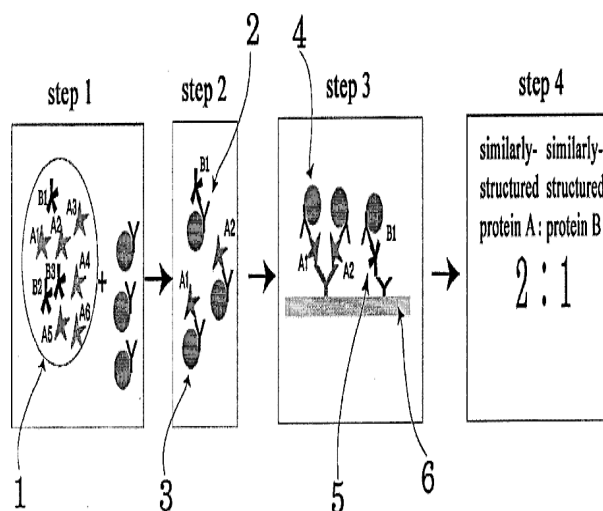 2
4
step 1
step 2
step 3
step 4
B1
A3
A1
A2
A4
B3
B2
A5
A6
+
B1
A2
A1
A1
A2
B1
similarly- similarly-
structured structured
protein A : protein B
2 : 1
1
3
5
6